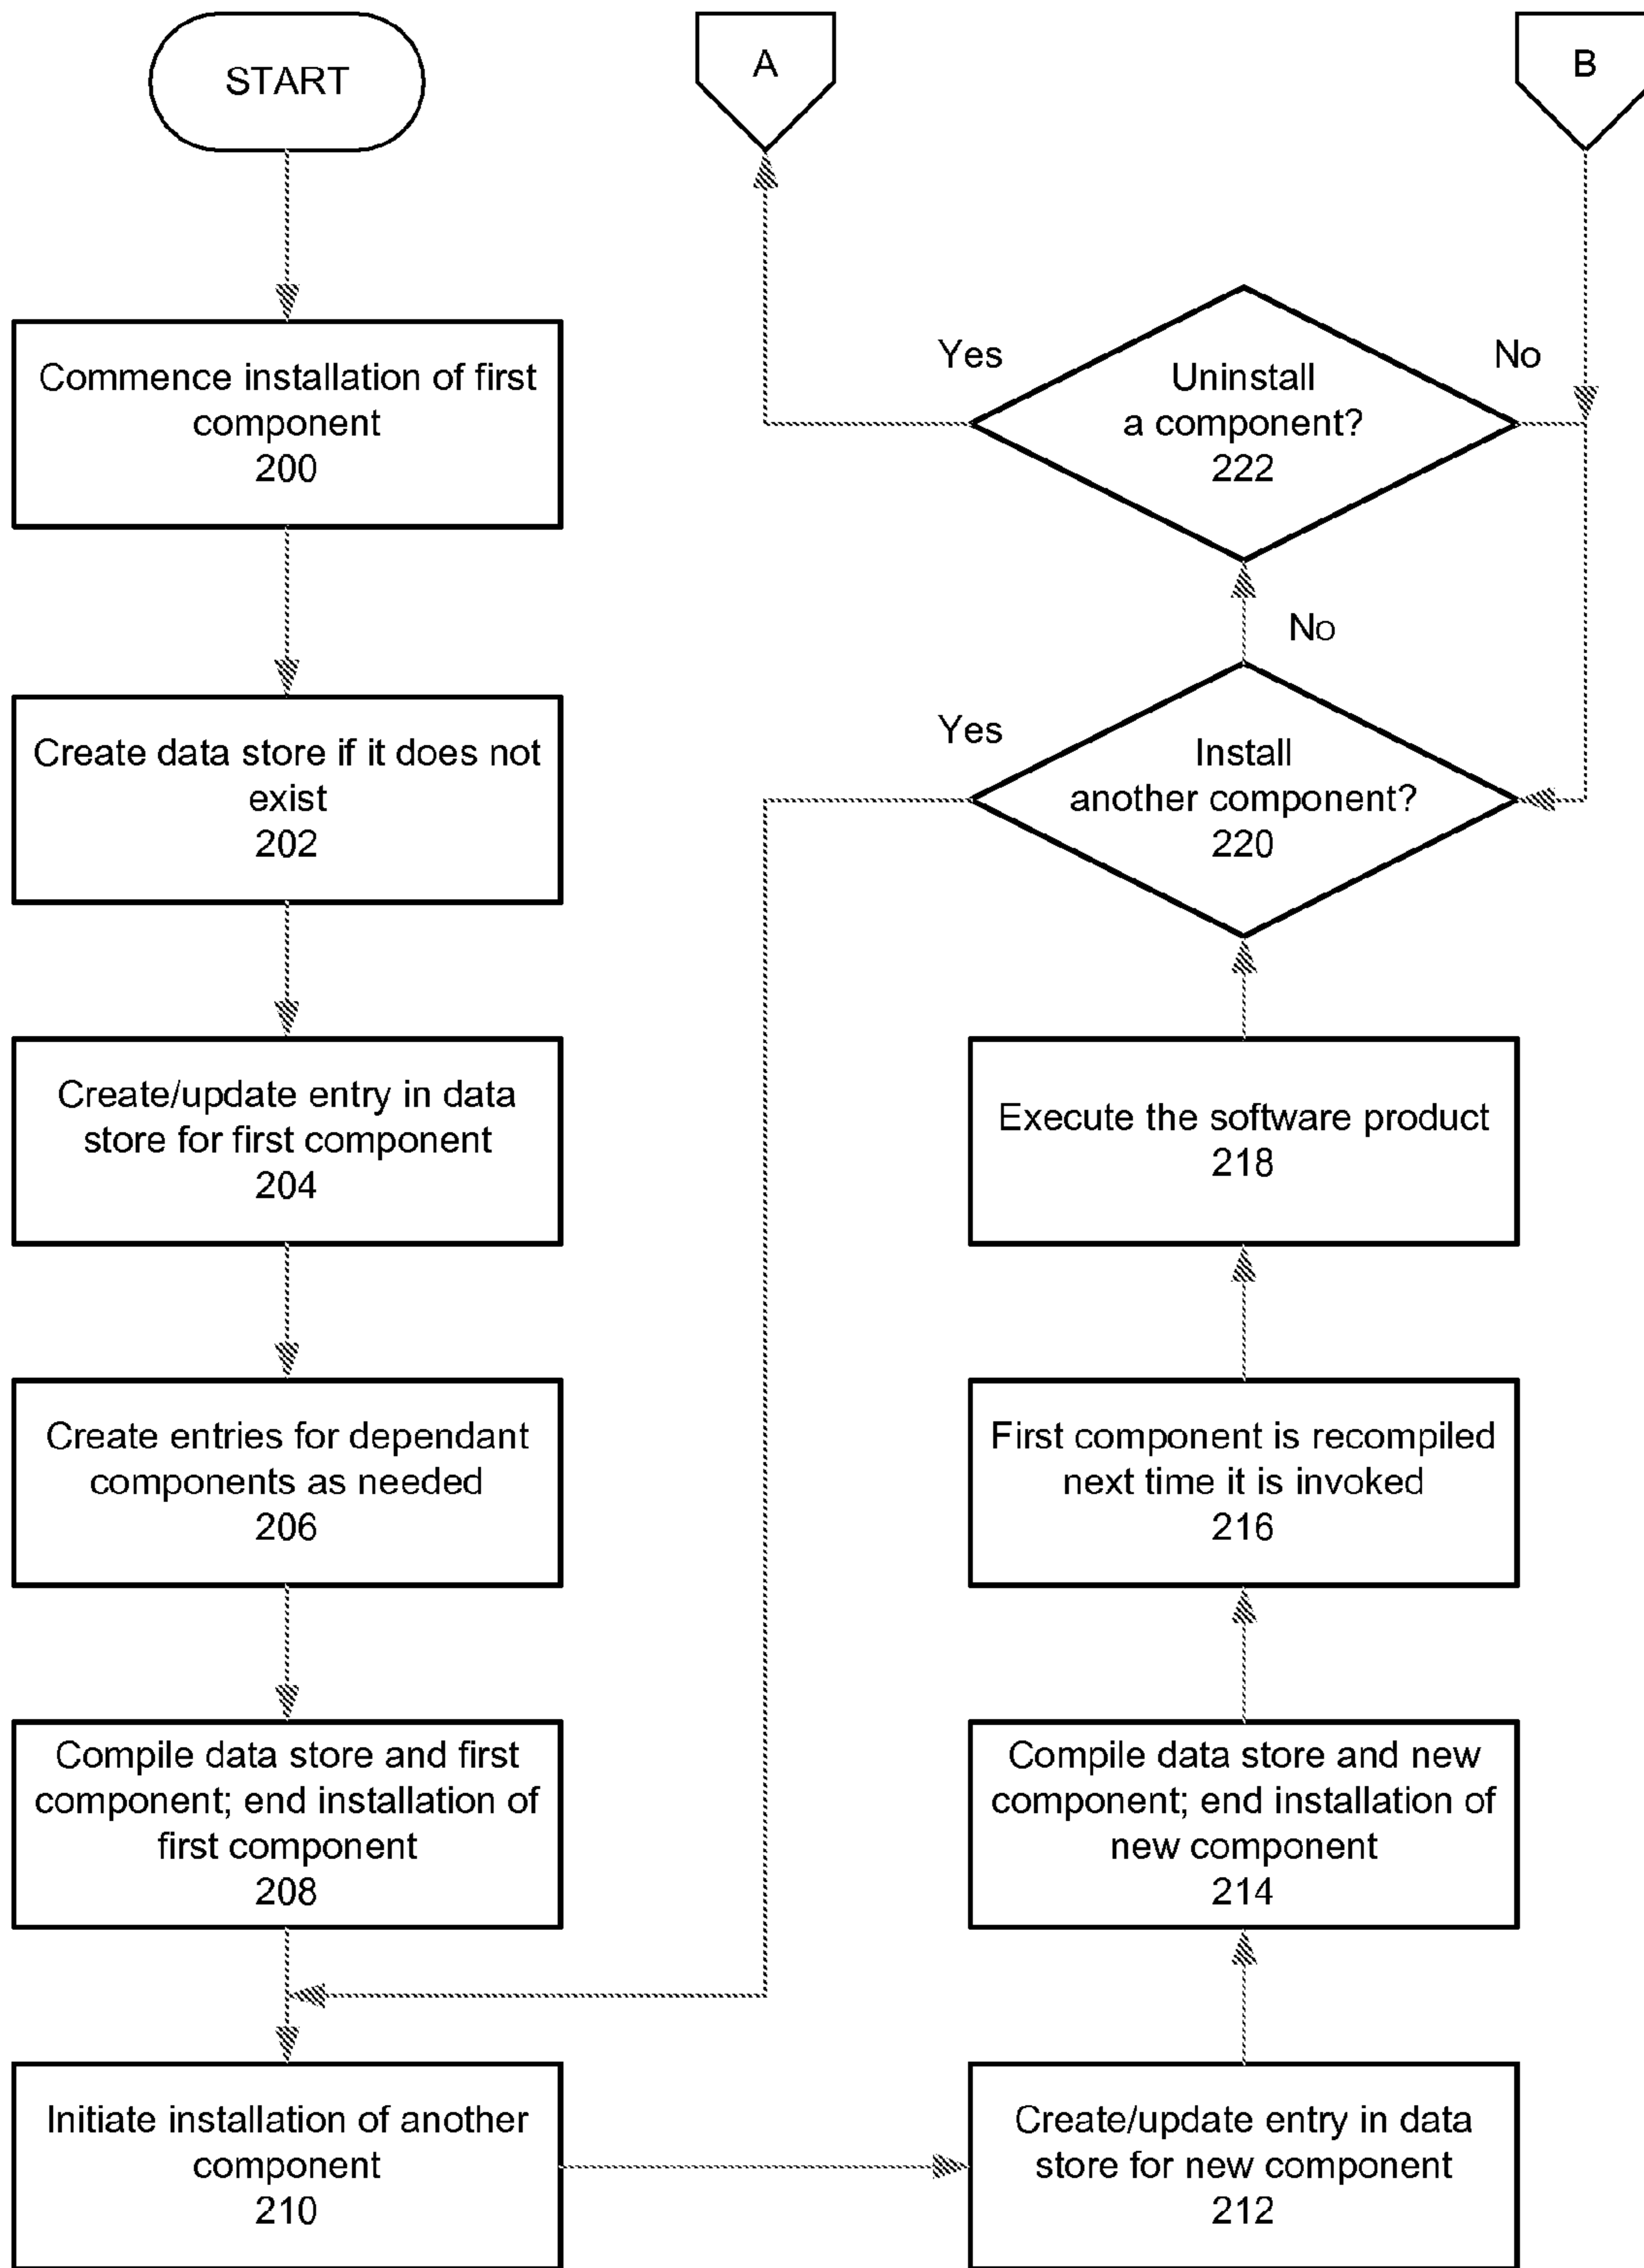 START
Commence installation of first
component
200
Create data store if it does not
exist
202
Create/update entry in data
store for first component
204
Create entries for dependant
components as needed
206
Compile data store and first
component; end installation of
first component
208
Initiate installation of another
component
210
Create/update entry in data
store for new component
212
Compile data store and new
component; end installation of
new component
214
First component is recompiled
next time it is invoked
216
Execute the software product
218
Install
another component?
220
Yes
No
Uninstall
a component?
222
Yes
No
A
B